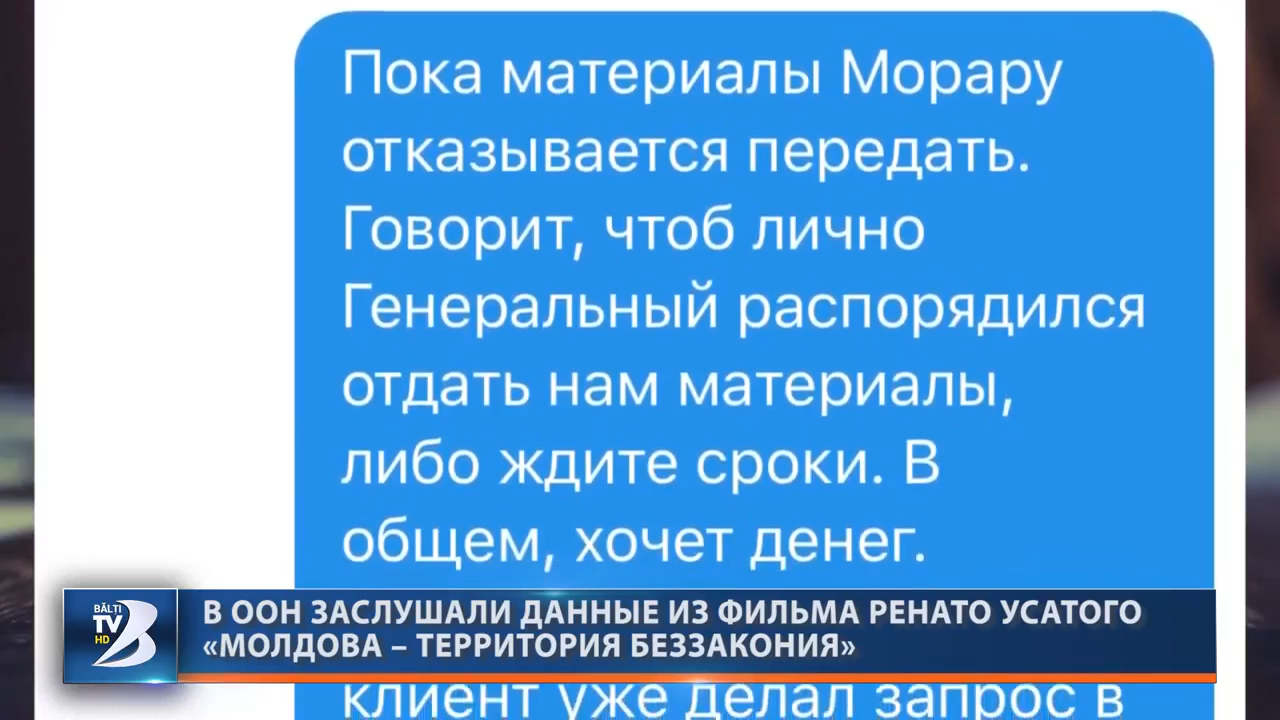 Пока материалы Морару
отказывается передать.
Говорит, чтоб лично
Генеральный распорядился
отдать нам материалы,
либо ждите сроки. В
общем, хочет денег.
BĂLȚI
TV
HD
В ООН ЗАСЛУШАЛИ ДАННЫЕ ИЗ ФИЛЬМА РЕНАТО УСАТОГО
«МОЛДОВА – ТЕРРИТОРИЯ БЕЗЗАКОНИЯ»
клиент уже делал запрос в